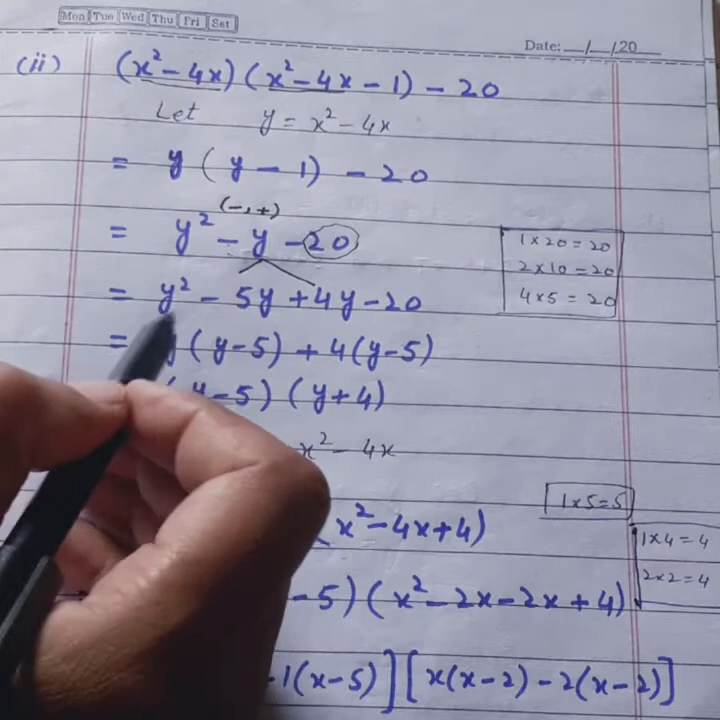 Mon Tue Wed Thu Fri Sat
Date: __/__/20__
(ii) (x² - 4x) (x² - 4x - 1) - 20
Let y = x² - 4x
= y (y - 1) - 20
(-, +)
= y² - y - 20
1 x 20 = 20
2 x 10 = 20
4 x 5 = 20
= y² - 5y + 4y - 20
= (y - 5) + 4 (y - 5)
- 5) (y + 4)
x² - 4x
1 x 5 = 5
(x² - 4x + 4)
1 x 4 = 4
2 x 2 = 4
- 5) (x² - 2x - 2x + 4)
- 1 (x - 5)] [x (x - 2) - 2 (x - 2)]